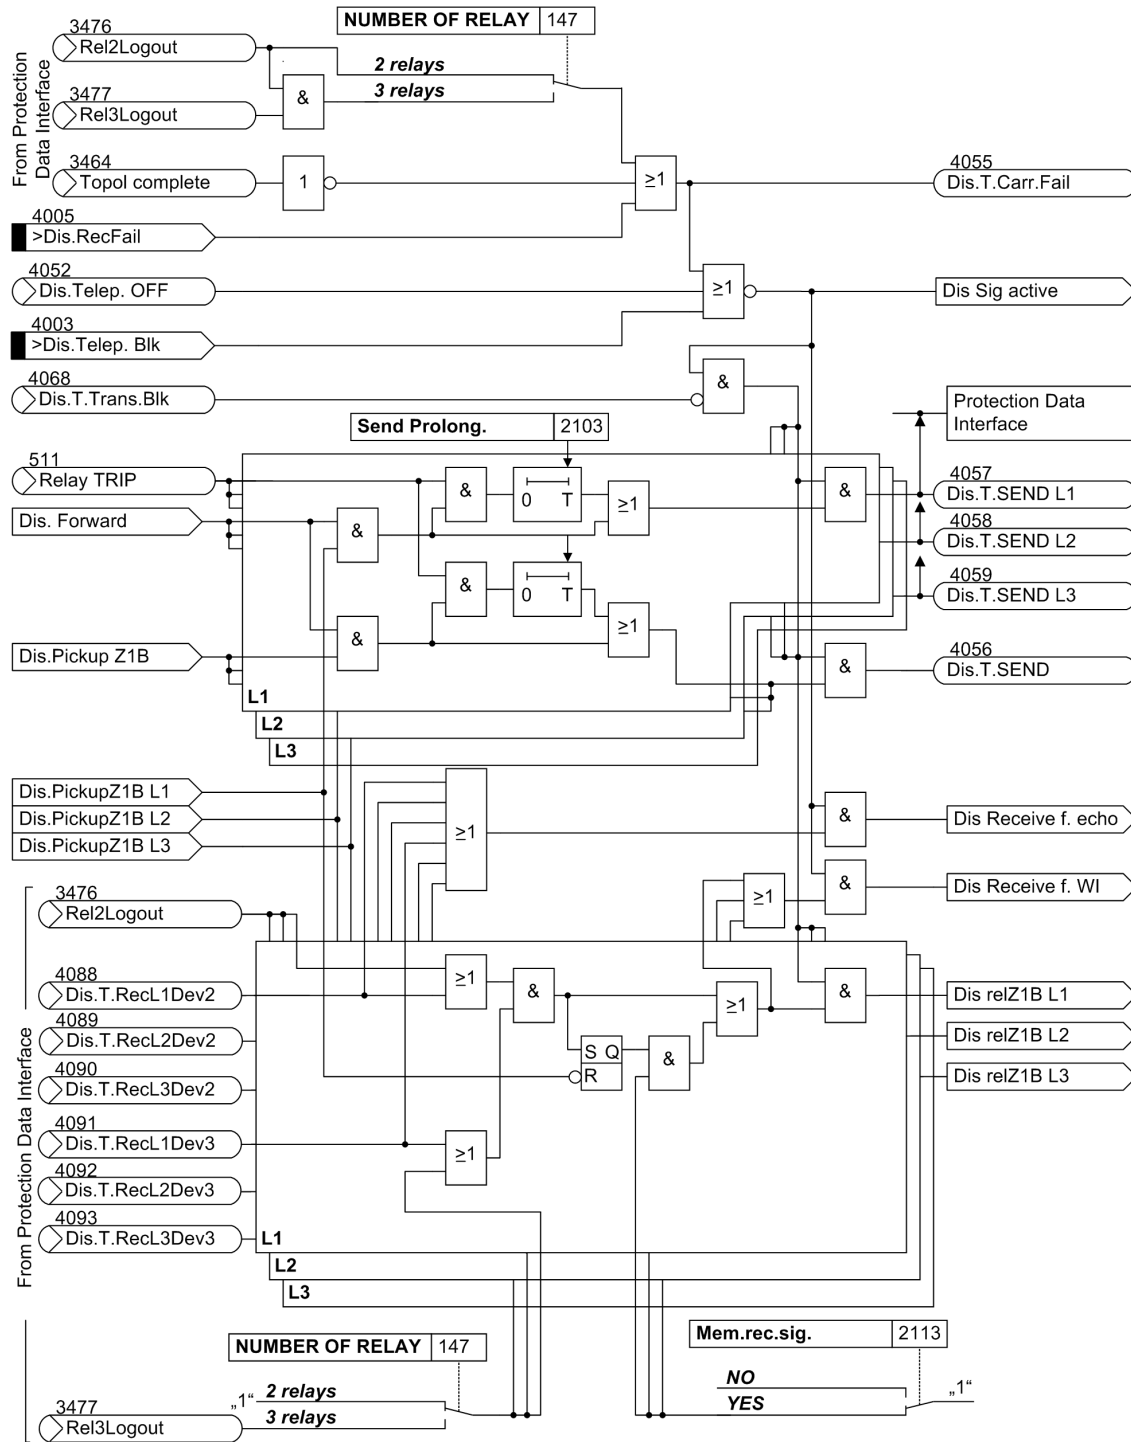 NUMBER OF RELAY 147
From Protection
Data Interface
3476
Rel2Logout
2 relays
3 relays
3477
Rel3Logout
&
3464
Topol complete
1
≥1
4055
Dis.T.Carr.Fail
4005
>Dis.RecFail
4052
Dis.Telep. OFF
≥1
Dis Sig active
4003
>Dis.Telep. Blk
4068
Dis.T.Trans.Blk
&
Protection Data
Interface
Send Prolong. 2103
511
Relay TRIP
&
0 T
≥1
&
4057
Dis.T.SEND L1
Dis. Forward
&
4058
Dis.T.SEND L2
&
0 T
≥1
4059
Dis.T.SEND L3
&
Dis.Pickup Z1B
&
4056
Dis.T.SEND
L1
L2
L3
Dis.PickupZ1B L1
Dis.PickupZ1B L2
Dis.PickupZ1B L3
≥1
&
Dis Receive f. echo
&
Dis Receive f. WI
≥1
From Protection Data Interface
3476
Rel2Logout
4088
Dis.T.RecL1Dev2
≥1
&
≥1
&
Dis relZ1B L1
4089
Dis.T.RecL2Dev2
Dis relZ1B L2
S Q
R
&
4090
Dis.T.RecL3Dev2
Dis relZ1B L3
4091
Dis.T.RecL1Dev3
≥1
4092
Dis.T.RecL2Dev3
4093
Dis.T.RecL3Dev3
L1
L2
L3
NUMBER OF RELAY 147
Mem.rec.sig. 2113
„1“
2 relays
3 relays
NO
YES
„1“
3477
Rel3Logout